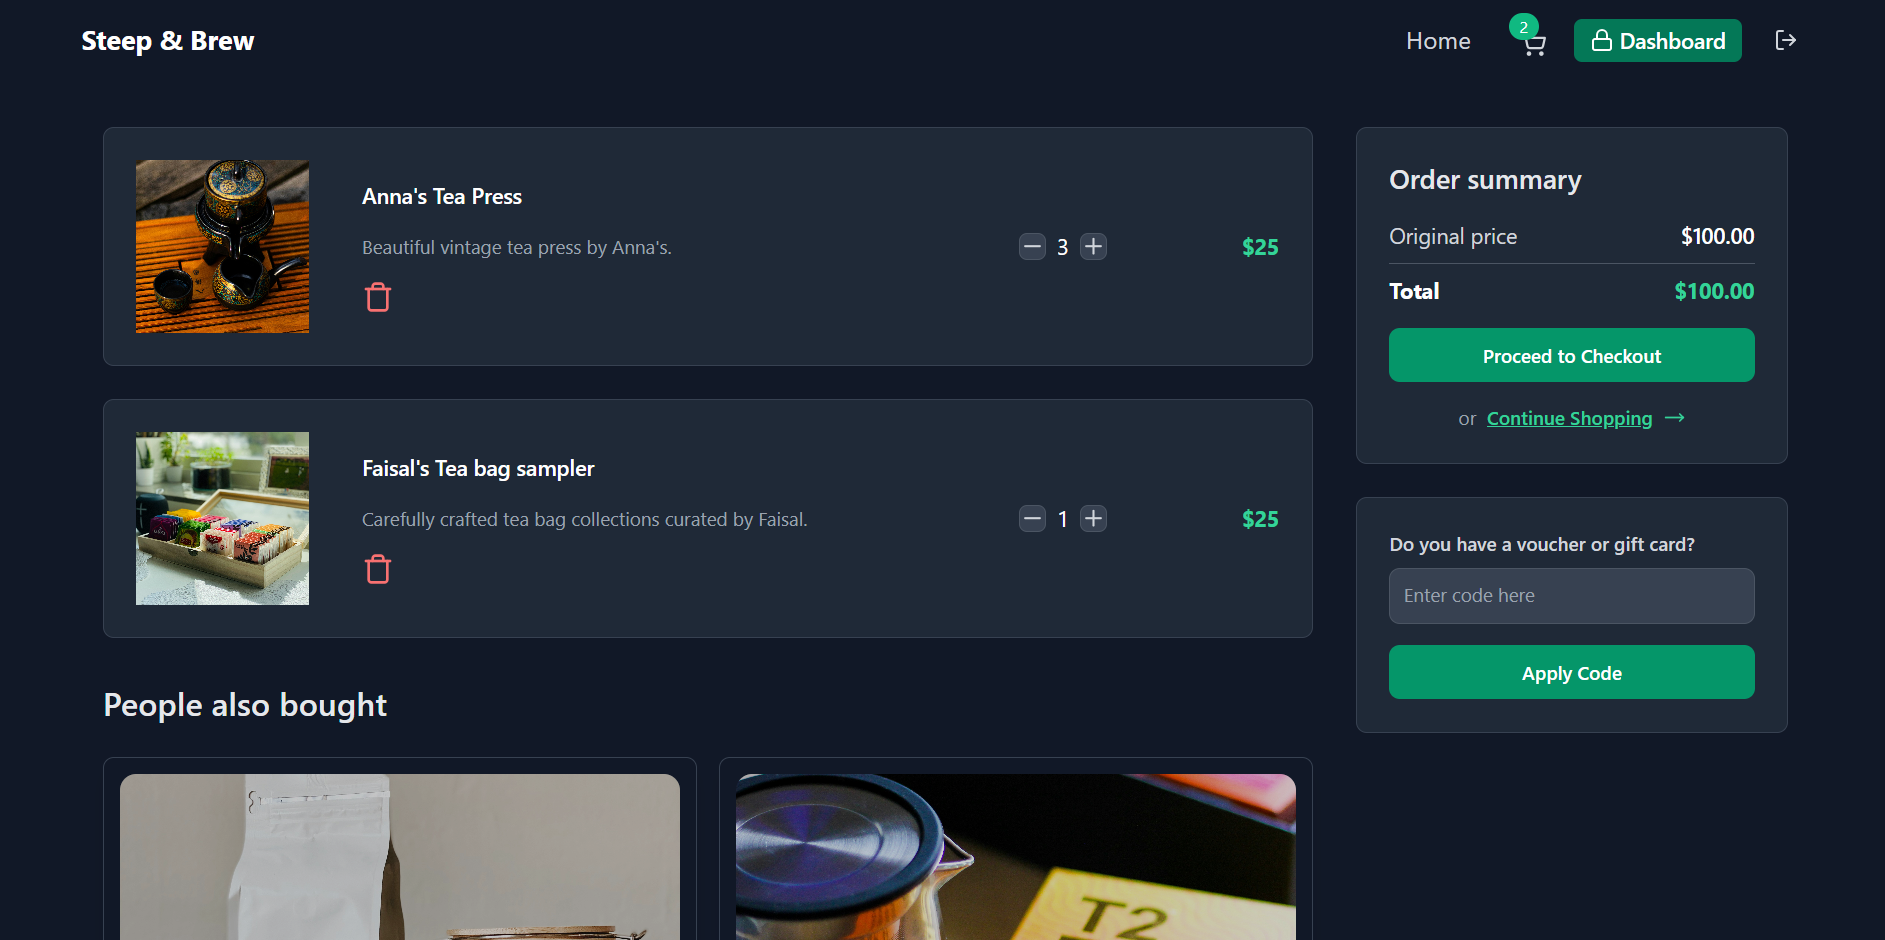 Steep & Brew
Home
2
Dashboard
Anna's Tea Press
Beautiful vintage tea press by Anna's.
3
$25
Faisal's Tea bag sampler
Carefully crafted tea bag collections curated by Faisal.
1
$25
Order summary
Original price $100.00
Total $100.00
Proceed to Checkout
or Continue Shopping
Do you have a voucher or gift card?
Enter code here
Apply Code
People also bought
T2